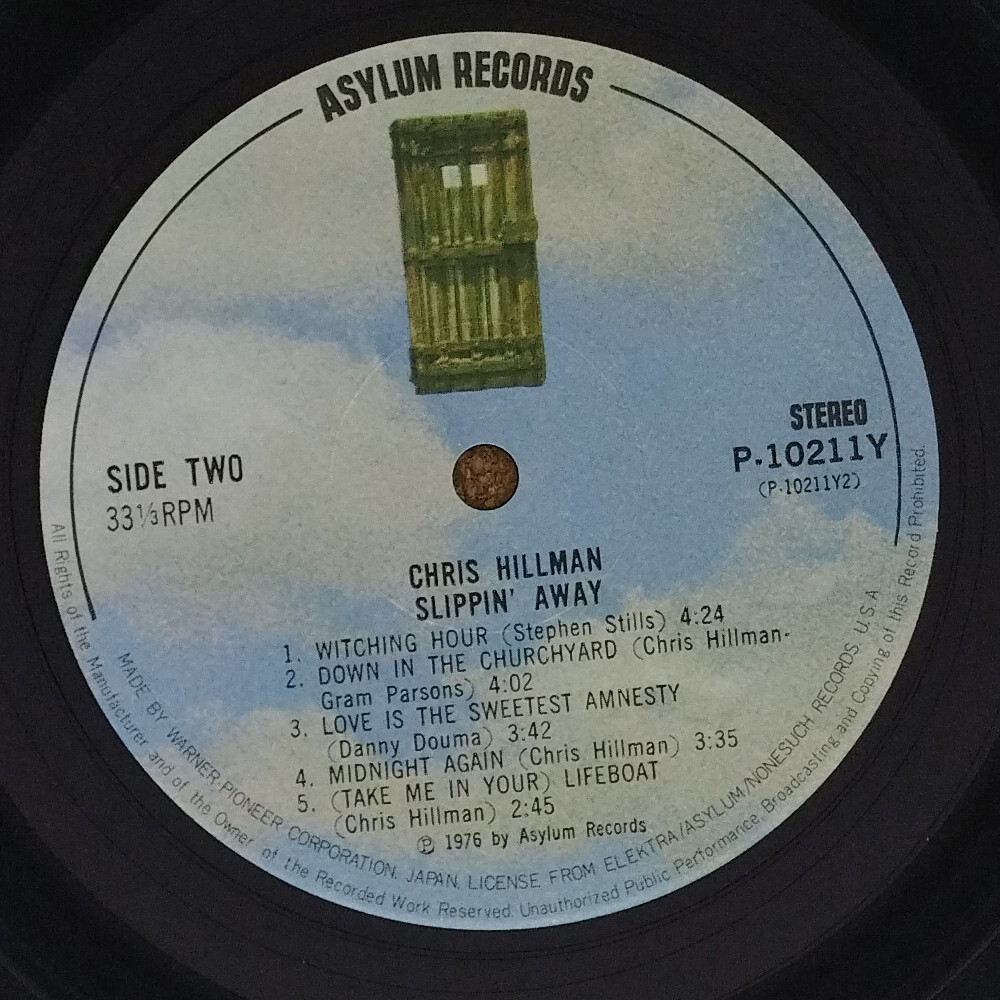 ASYLUM RECORDS
STEREO
P-10211Y
(P-10211Y2)
SIDE TWO
33⅓RPM
CHRIS HILLMAN
SLIPPIN' AWAY
1. WITCHING HOUR (Stephen Stills) 4:24
2. DOWN IN THE CHURCHYARD (Chris Hillman-
Gram Parsons) 4:02
3. LOVE IS THE SWEETEST AMNESTY
(Danny Douma) 3:42
4. MIDNIGHT AGAIN (Chris Hillman) 3:35
5. (TAKE ME IN YOUR) LIFEBOAT
(Chris Hillman) 2:45
Ⓟ 1976 by Asylum Records
MADE BY WARNER-PIONEER CORPORATION, JAPAN, LICENSE FROM ELEKTRA/ASYLUM/NONESUCH RECORDS, U.S.A
All Rights of the Manufacturer and of the Owner of the Recorded Work Reserved. Unauthorized Public Performance, Broadcasting and Copying of this Record Prohibited.